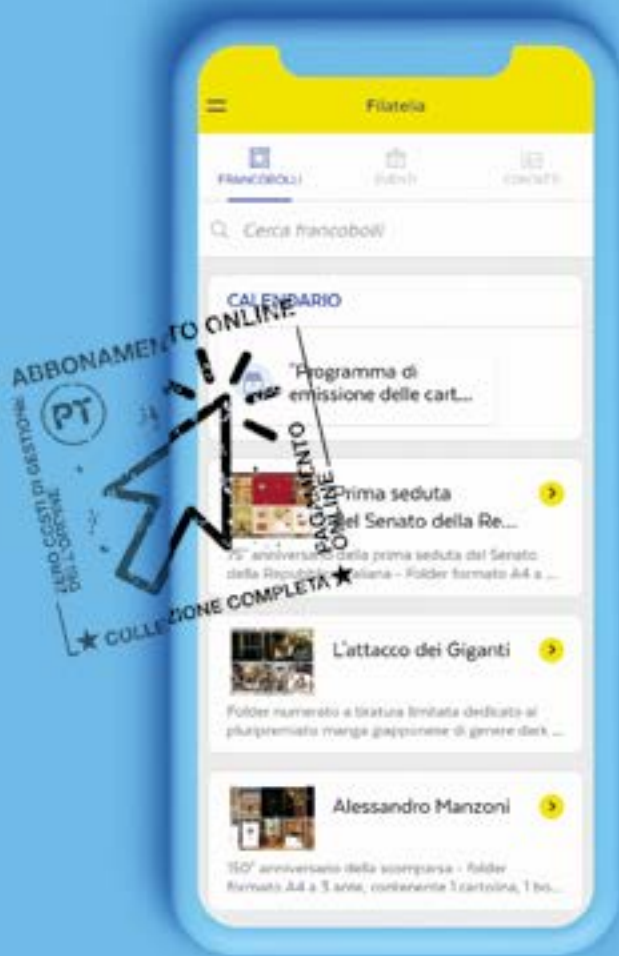 Filatelia
FRANCOBOLLI
EVENTI
CONTATTI
Cerca francobolli
CALENDARIO
"Programma di
emissione delle cart...
Prima seduta
del Senato della Re...
75° anniversario della prima seduta del Senato
della Repubblica Italiana - Folder formato A4 a ...
L'attacco dei Giganti
Folder numerato a tiratura limitata dedicato al
pluripremiato manga giapponese di genere dark ...
Alessandro Manzoni
150° anniversario della scomparsa - folder
formato A4 a 3 ante, contenente 1 cartolina, 1 bo...
ABBONAMENTO ONLINE
PT
ZERO COSTI DI GESTIONE
DELL'ORDINE
PAGAMENTO
ONLINE
COLLEZIONE COMPLETA